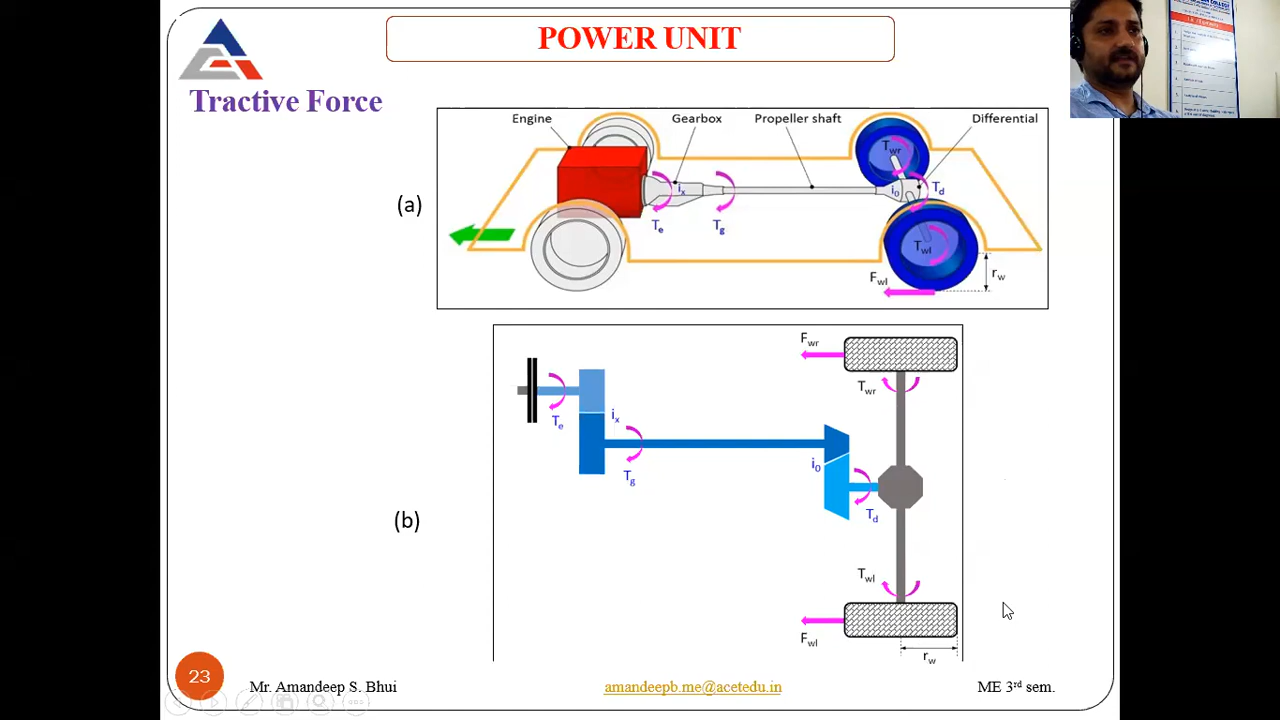 POWER UNIT
Tractive Force
Engine Gearbox Propeller shaft Differential
(a)
Twr
ix
i0
Td
Te
Tg
Twl
rw
Fwl
Fwr
Twr
Te
ix
Tg
i0
Td
(b)
Twl
Fwl
rw
23
Mr. Amandeep S. Bhui amandeepb.me@acetedu.in ME 3rd sem.